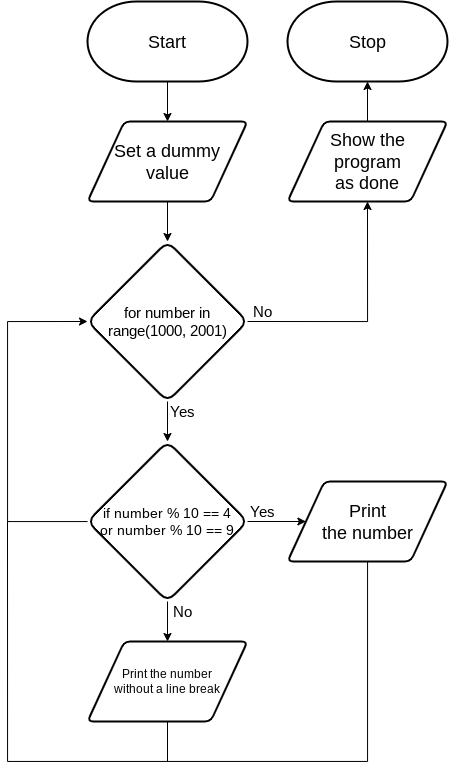 Start
Stop
Set a dummy
value
Show the
program
as done
for number in
range(1000, 2001)
No
Yes
if number % 10 == 4
or number % 10 == 9
Yes
Print
the number
No
Print the number
without a line break